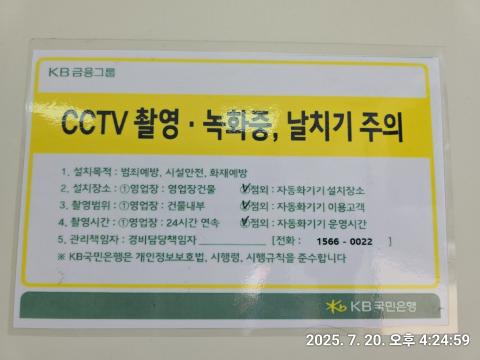 KB 금융그룹
CCTV 촬영·녹화중, 날치기 주의
1. 설치목적 : 범죄예방, 시설안전, 화재예방
2. 설치장소 : ①영업장 : 영업장건물 ②점외 : 자동화기기 설치장소
3. 촬영범위 : ①영업장 : 건물내부 ②점외 : 자동화기기 이용고객
4. 촬영시간 : ①영업장 : 24시간 연속 ②점외 : 자동화기기 운영시간
5. 관리책임자 : 경비담당책임자 ____________ [전화 : 1566 - 0022 ]
※ KB국민은행은 개인정보보호법, 시행령, 시행규칙을 준수합니다
KB 국민은행
2025. 7. 20. 오후 4:24:59